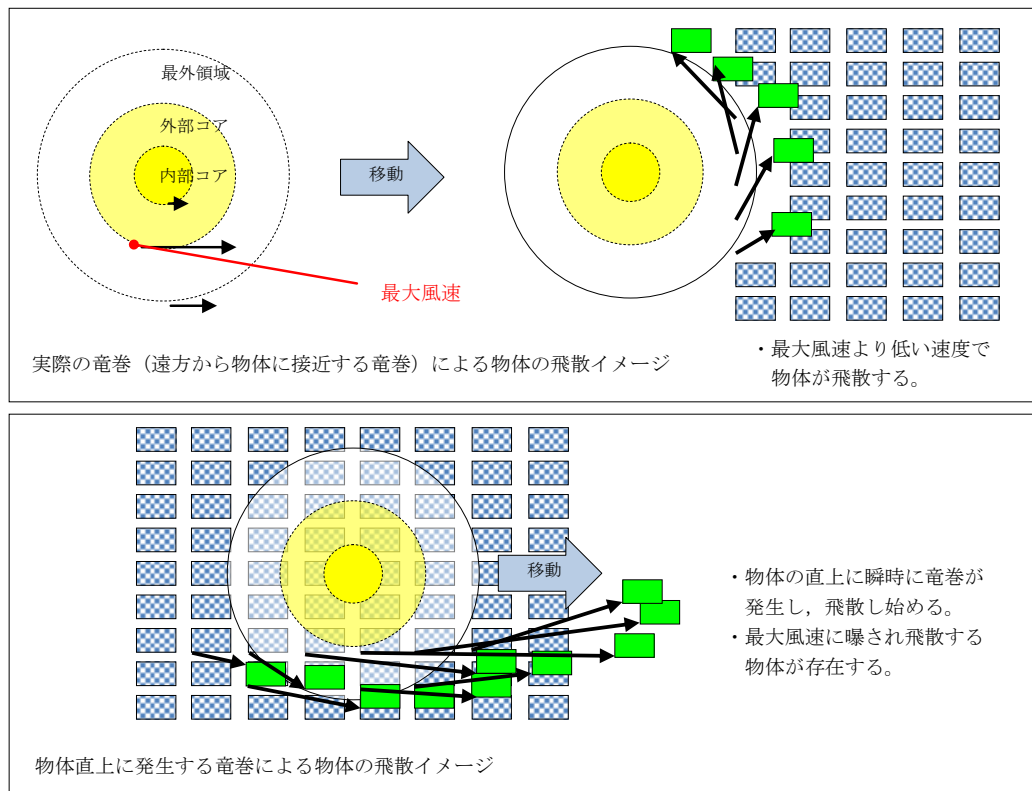 最外領域
外部コア
内部コア
最大風速
移動
実際の竜巻（遠方から物体に接近する竜巻）による物体の飛散イメージ
・最大風速より低い速度で
物体が飛散する。
移動
・物体の直上に瞬時に竜巻が
発生し，飛散し始める。
・最大風速に曝され飛散する
物体が存在する。
物体直上に発生する竜巻による物体の飛散イメージ